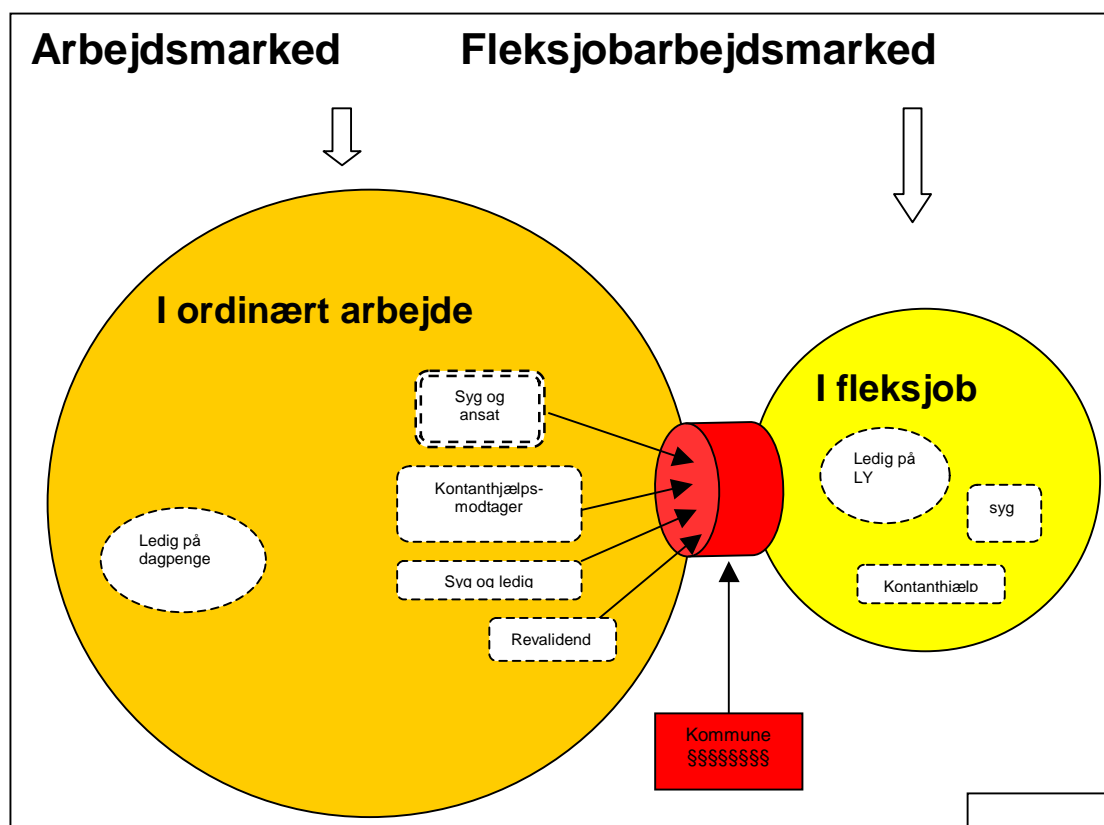 Arbejdsmarked
Fleksjobarbejdsmarked
I ordinært arbejde
Syg og
ansat
Kontanthjælps-
modtager
Syg og ledig
Revalidend
Ledig på
dagpenge
I fleksjob
Ledig på
LY
syg
Kontanthjælp
Kommune
§§§§§§§§